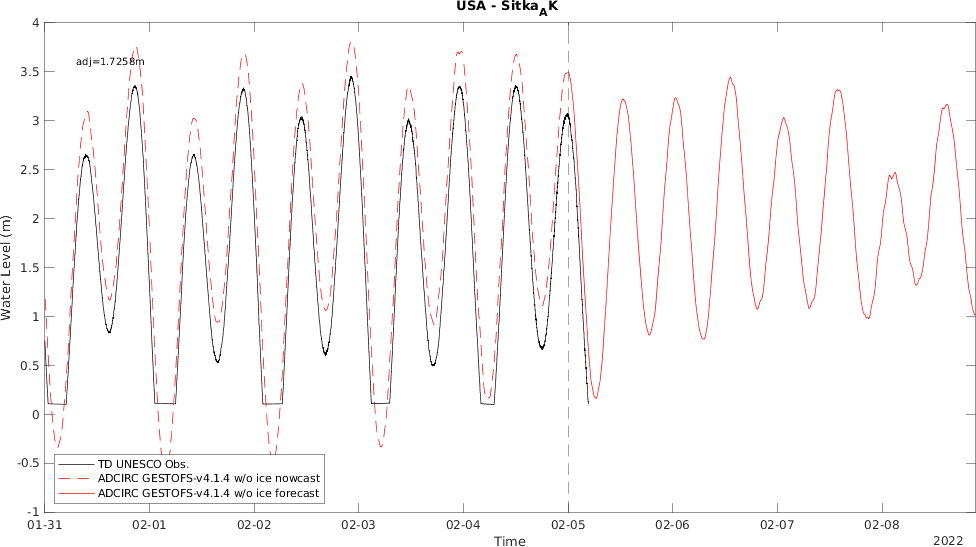 USA - SitkaAK
4
3.5
3
2.5
2
1.5
1
0.5
0
-0.5
-1
Water Level (m)
adj=1.7258m
TD UNESCO Obs.
ADCIRC GESTOFS-v4.1.4 w/o ice nowcast
ADCIRC GESTOFS-v4.1.4 w/o ice forecast
01-31 02-01 02-02 02-03 02-04 02-05 02-06 02-07 02-08
Time
2022